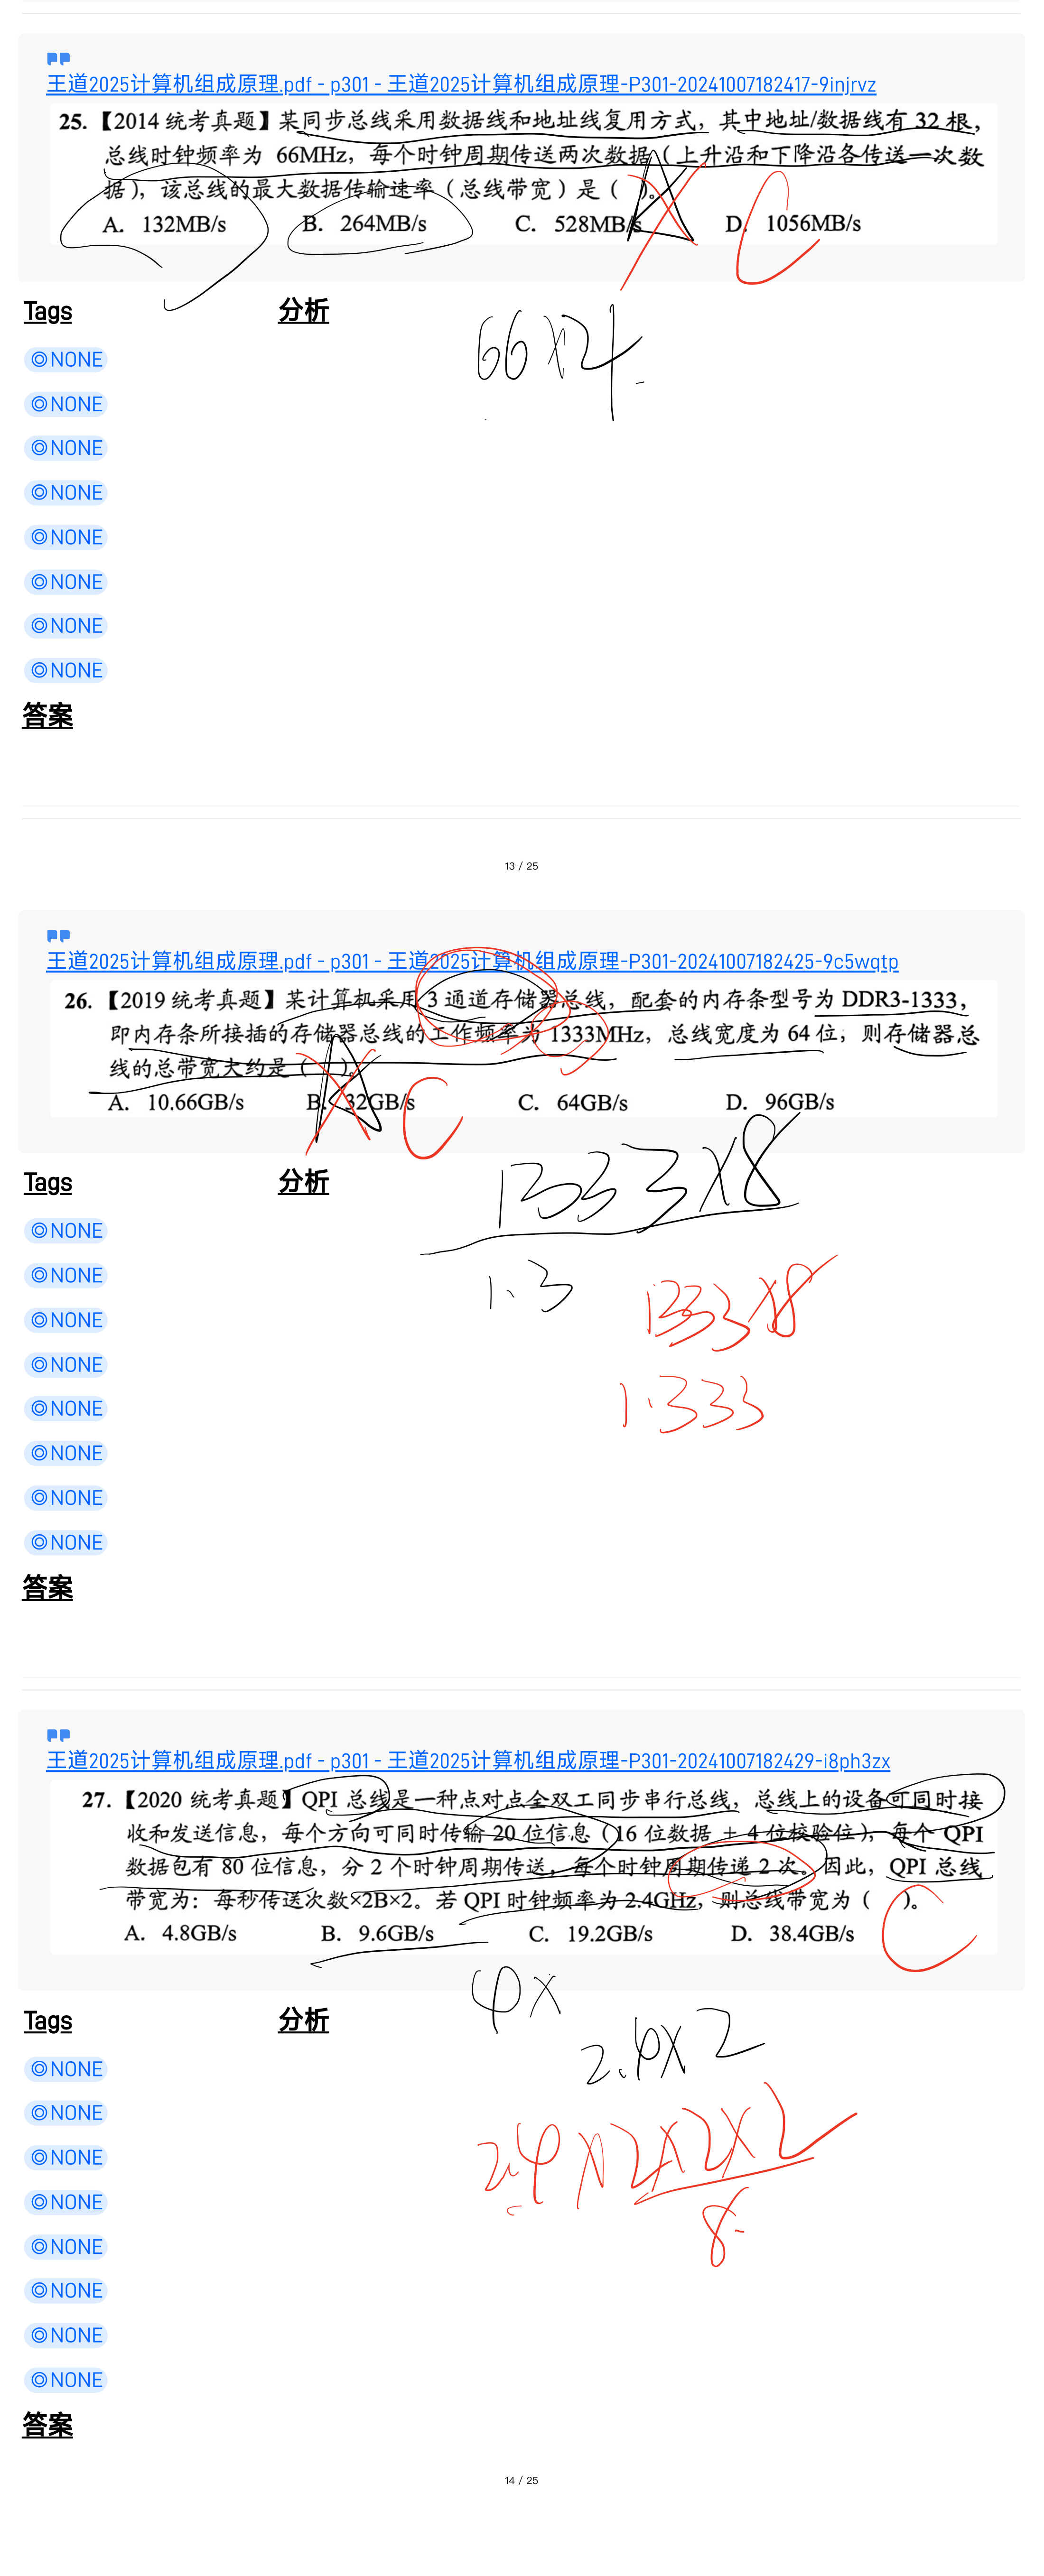 王道2025计算机组成原理.pdf - p301 - 王道2025计算机组成原理-P301-20241007182417-9injrvz
25.【2014 统考真题】某同步总线采用数据线和地址线复用方式，其中地址/数据线有 32 根，
总线时钟频率为 66MHz，每个时钟周期传送两次数据（上升沿和下降沿各传送一次数
据），该总线的最大数据传输速率（总线带宽）是（ ）。
A
C
A. 132MB/s B. 264MB/s C. 528MB/s D. 1056MB/s
Tags 分析
66×2
◎NONE
◎NONE
◎NONE
◎NONE
◎NONE
◎NONE
◎NONE
◎NONE
答案
13 / 25
王道2025计算机组成原理.pdf - p301 - 王道2025计算机组成原理-P301-20241007182425-9c5wqtp
26.【2019 统考真题】某计算机采用 3 通道存储器总线，配套的内存条型号为 DDR3-1333，
即内存条所接插的存储器总线的工作频率为 1333MHz，总线宽度为 64 位，则存储器总
线的总带宽大约是（ ）。
A
C
A. 10.66GB/s B. 32GB/s C. 64GB/s D. 96GB/s
Tags 分析
1333×8
◎NONE
1.3
1333×8
◎NONE
◎NONE
◎NONE
1.333
◎NONE
◎NONE
◎NONE
◎NONE
答案
王道2025计算机组成原理.pdf - p301 - 王道2025计算机组成原理-P301-20241007182429-i8ph3zx
27.【2020 统考真题】QPI 总线是一种点对点全双工同步串行总线，总线上的设备可同时接
收和发送信息，每个方向可同时传输 20 位信息（16 位数据 + 4 位校验位），每个 QPI
数据包有 80 位信息，分 2 个时钟周期传送，每个时钟周期传递 2 次。因此，QPI 总线
带宽为：每秒传送次数×2B×2。若 QPI 时钟频率为 2.4GHz，则总线带宽为（ ）。
C
A. 4.8GB/s B. 9.6GB/s C. 19.2GB/s D. 38.4GB/s
4×
Tags 分析
2.4×2
◎NONE
◎NONE
2.4×2×2×2
◎NONE
◎NONE
8
◎NONE
◎NONE
◎NONE
◎NONE
答案
14 / 25